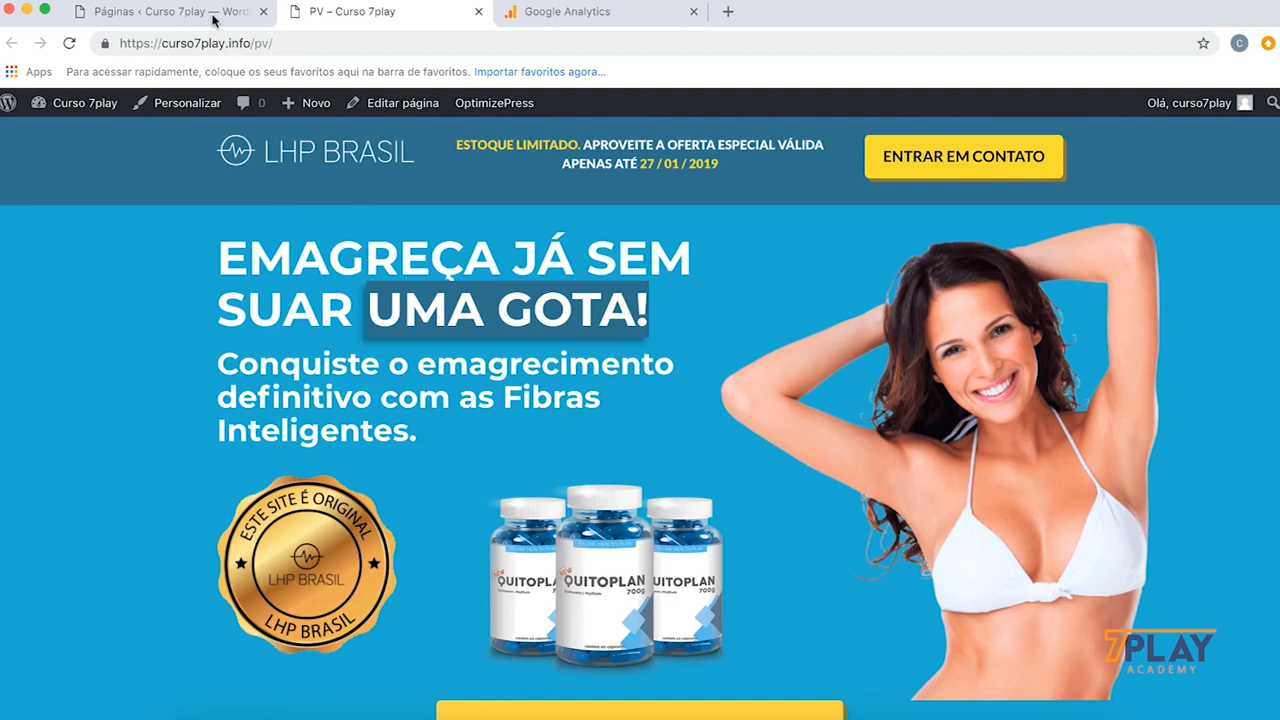 Páginas ‹ Curso 7play — Word
PV – Curso 7play
Google Analytics
https://curso7play.info/pv/
C
Apps
Para acessar rapidamente, coloque os seus favoritos aqui na barra de favoritos. Importar favoritos agora...
Curso 7play
Personalizar
0
Novo
Editar página
OptimizePress
Olá, curso7play
LHP BRASIL
ESTOQUE LIMITADO. APROVEITE A OFERTA ESPECIAL VÁLIDA
APENAS ATÉ 27 / 01 / 2019
ENTRAR EM CONTATO
EMAGREÇA JÁ SEM
SUAR UMA GOTA!
Conquiste o emagrecimento
definitivo com as Fibras
Inteligentes.
ESTE SITE É ORIGINAL
LHP BRASIL
LHP BRASIL
New
QUITOPLAN
700g
QUITOPLAN
700g
QUITOPLAN
700g
7PLAY
ACADEMY